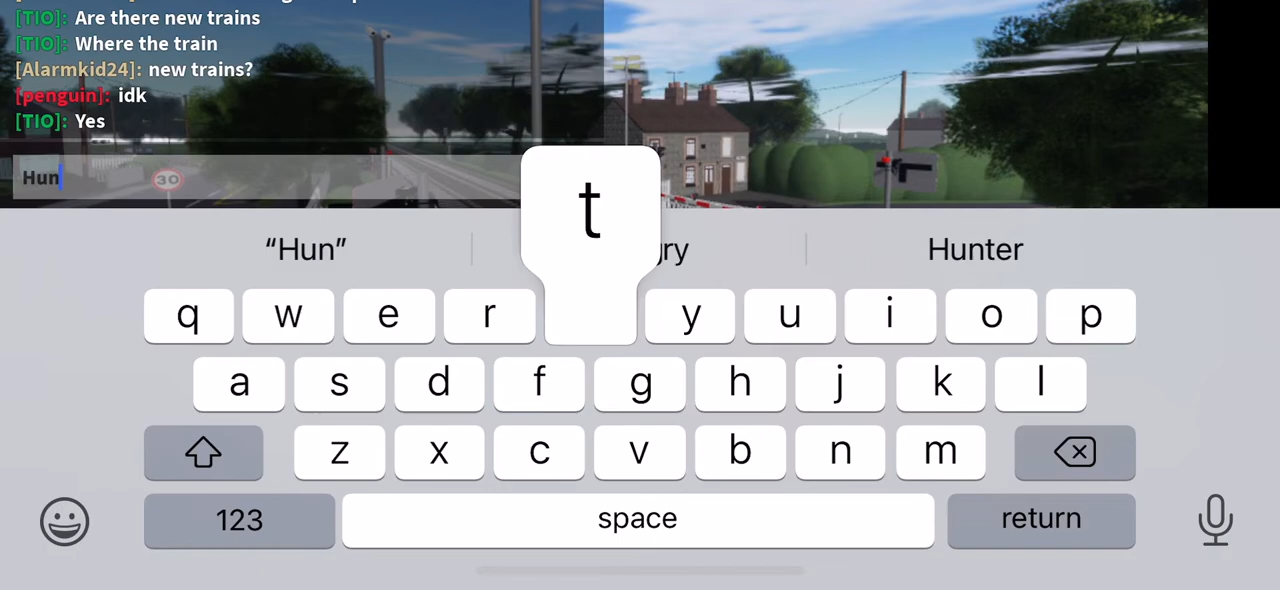 [TIO]: Are there new trains
[TIO]: Where the train
[Alarmkid24]: new trains?
[penguin]: idk
[TIO]: Yes
Hun
30
“Hun”
ry
Hunter
t
q w e r y u i o p
a s d f g h j k l
z x c v b n m
123 space return